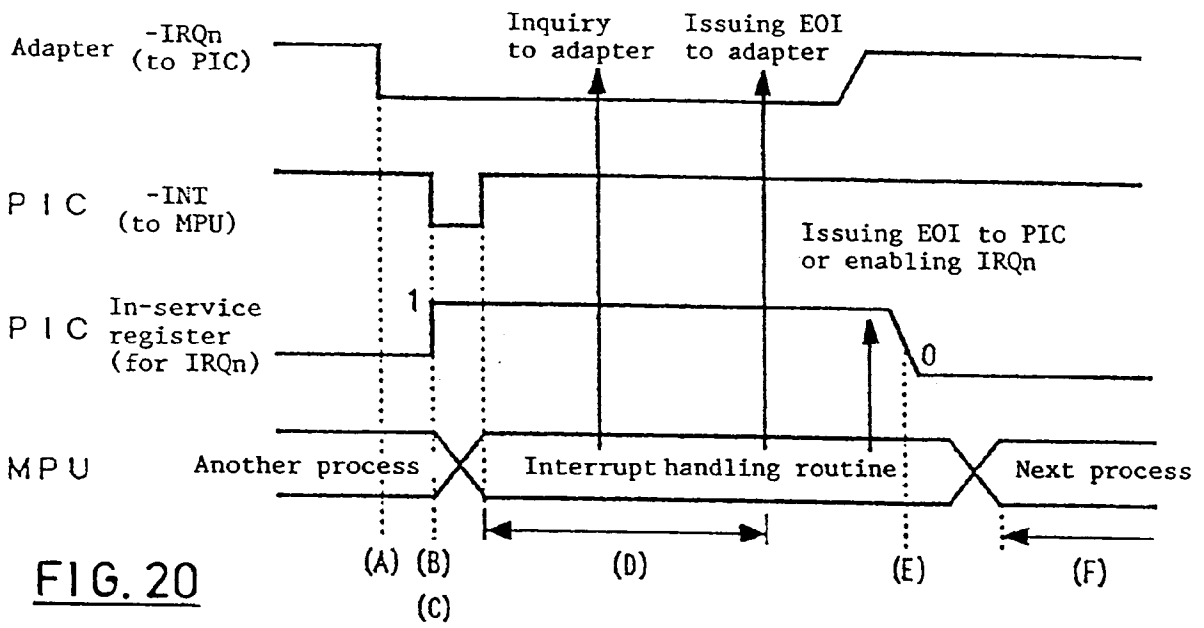 Adapter -IRQn
(to PIC)
Inquiry
to adapter
Issuing EOI
to adapter
PIC -INT
(to MPU)
Issuing EOI to PIC
or enabling IRQn
PIC In-service
register
(for IRQn)
1
0
MPU Another process Interrupt handling routine Next process
(A) (B) (D) (E) (F)
(C)
FIG. 20